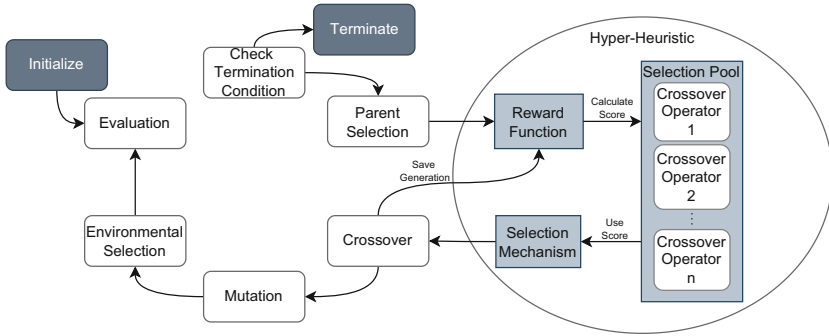 Terminate
Hyper-Heuristic
Initialize
Check
Termination
Condition
Selection Pool
Evaluation
Parent
Selection
Reward
Function
Calculate
Score
Crossover
Operator
1
Save
Generation
Crossover
Operator
2
Environmental
Selection
Crossover
Selection
Mechanism
Use
Score
Crossover
Operator
n
Mutation